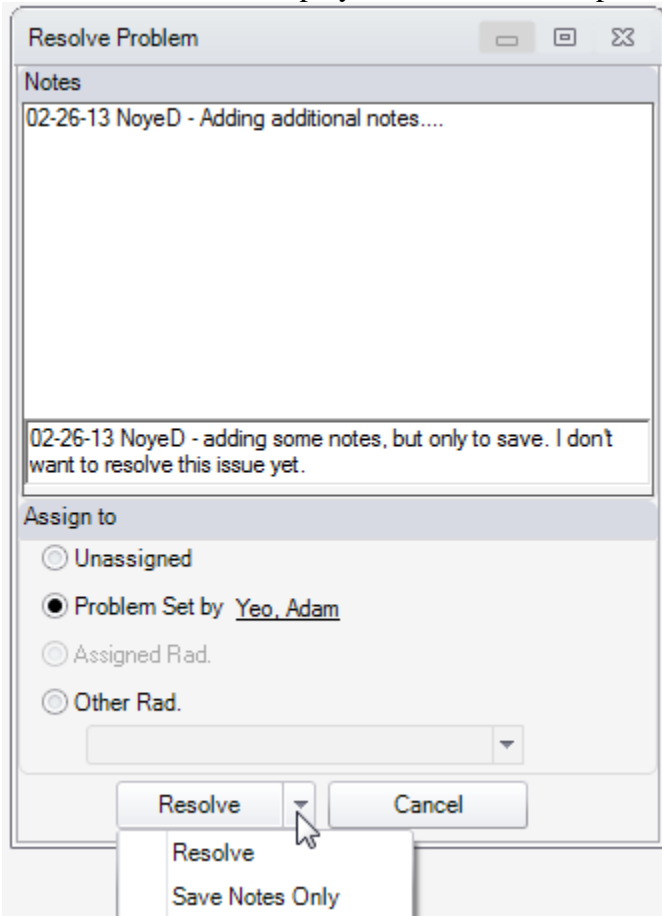 Resolve Problem
Notes
02-26-13 NoyeD - Adding additional notes....
02-26-13 NoyeD - adding some notes, but only to save. I don't
want to resolve this issue yet.
Assign to
Unassigned
Problem Set by Yeo, Adam
Assigned Rad.
Other Rad.
Resolve Cancel
Resolve
Save Notes Only